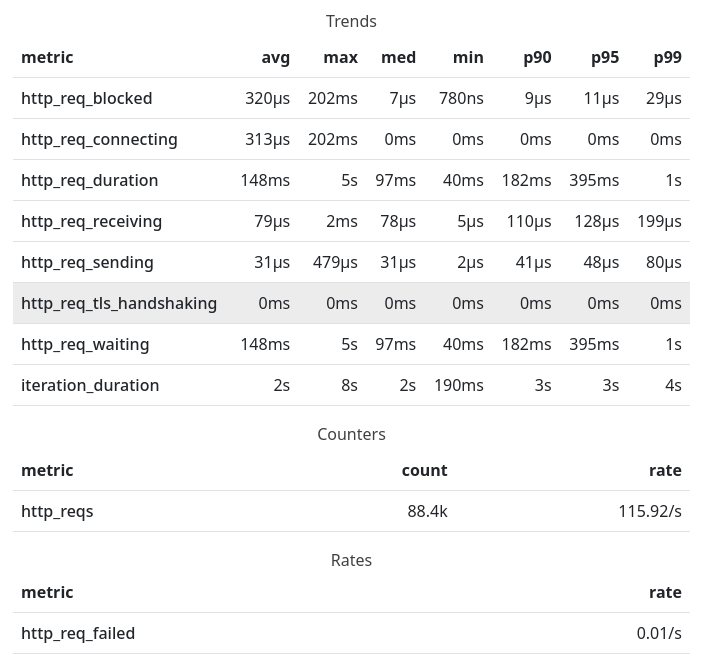 Trends
metric avg max med min p90 p95 p99
http_req_blocked 320µs 202ms 7µs 780ns 9µs 11µs 29µs
http_req_connecting 313µs 202ms 0ms 0ms 0ms 0ms 0ms
http_req_duration 148ms 5s 97ms 40ms 182ms 395ms 1s
http_req_receiving 79µs 2ms 78µs 5µs 110µs 128µs 199µs
http_req_sending 31µs 479µs 31µs 2µs 41µs 48µs 80µs
http_req_tls_handshaking 0ms 0ms 0ms 0ms 0ms 0ms 0ms
http_req_waiting 148ms 5s 97ms 40ms 182ms 395ms 1s
iteration_duration 2s 8s 2s 190ms 3s 3s 4s
Counters
metric count rate
http_reqs 88.4k 115.92/s
Rates
metric rate
http_req_failed 0.01/s